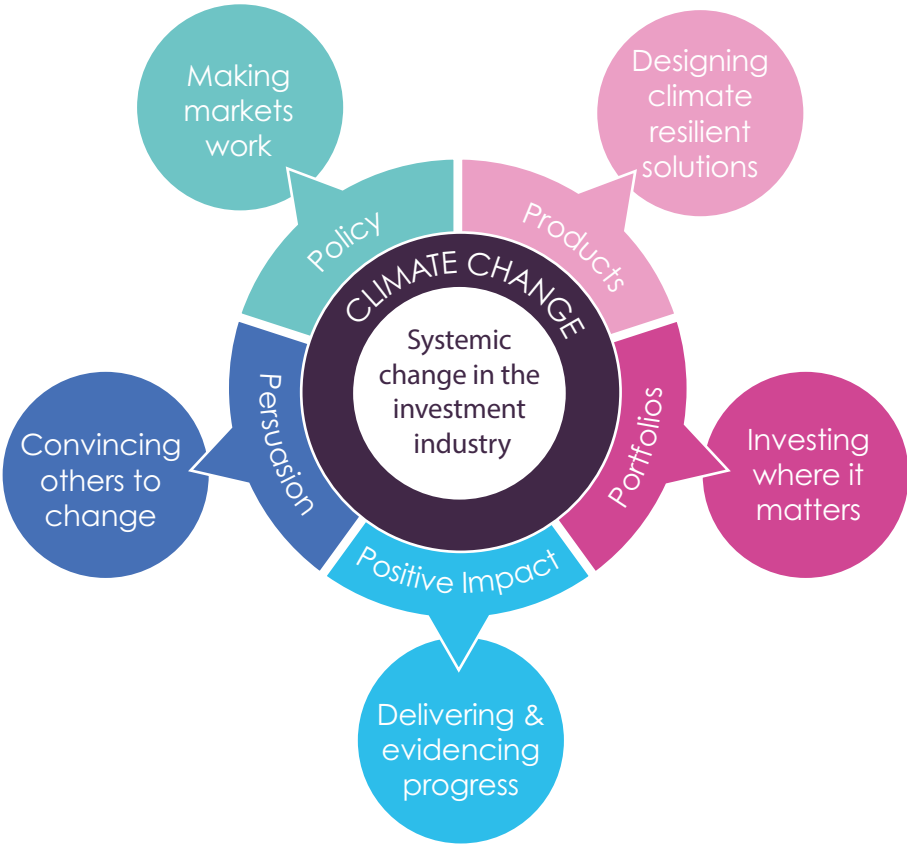 Making
markets
work
Designing
climate
resilient
solutions
Policy
Products
CLIMATE CHANGE
Systemic
change in the
investment
industry
Persuasion
Portfolios
Convincing
others to
change
Investing
where it
matters
Positive Impact
Delivering &
evidencing
progress